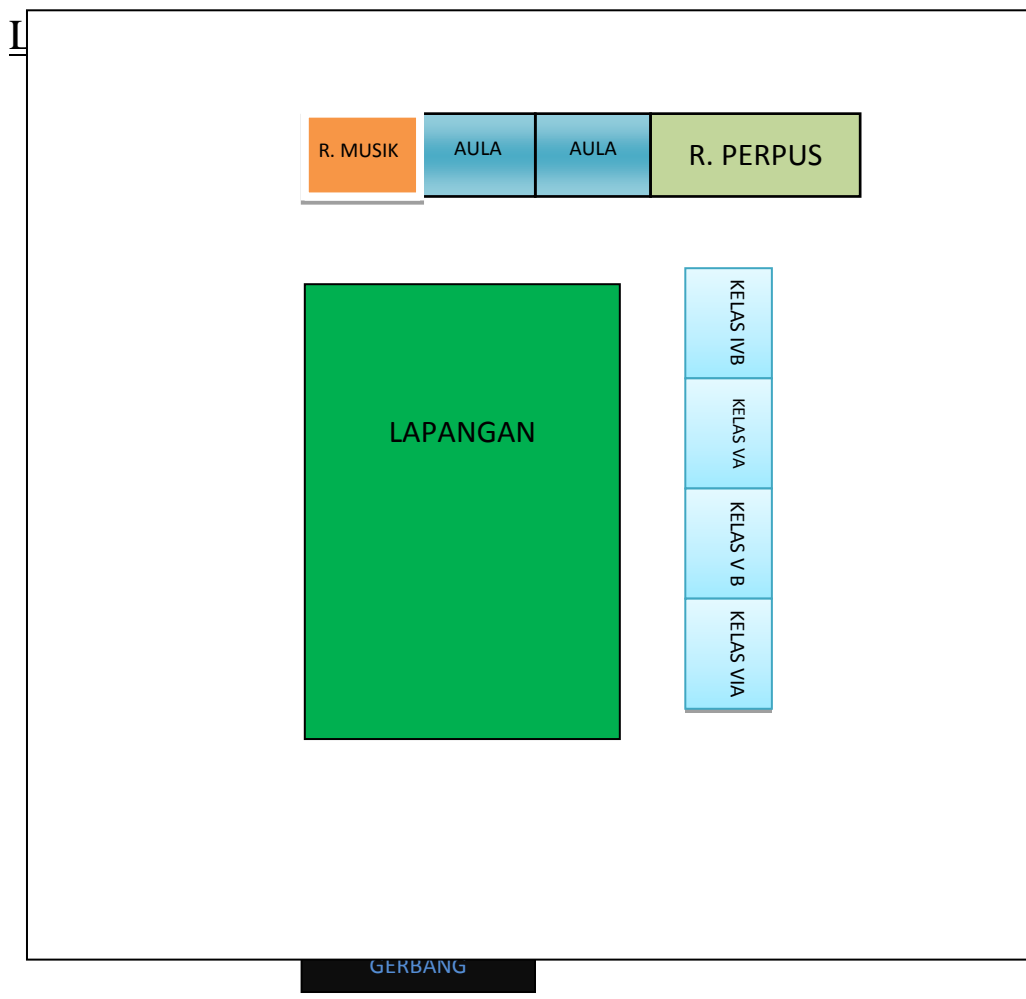 R. MUSIK
AULA
AULA
R. PERPUS
KELAS IVB
LAPANGAN
KELAS VA
KELAS V B
KELAS VIA
GERBANG